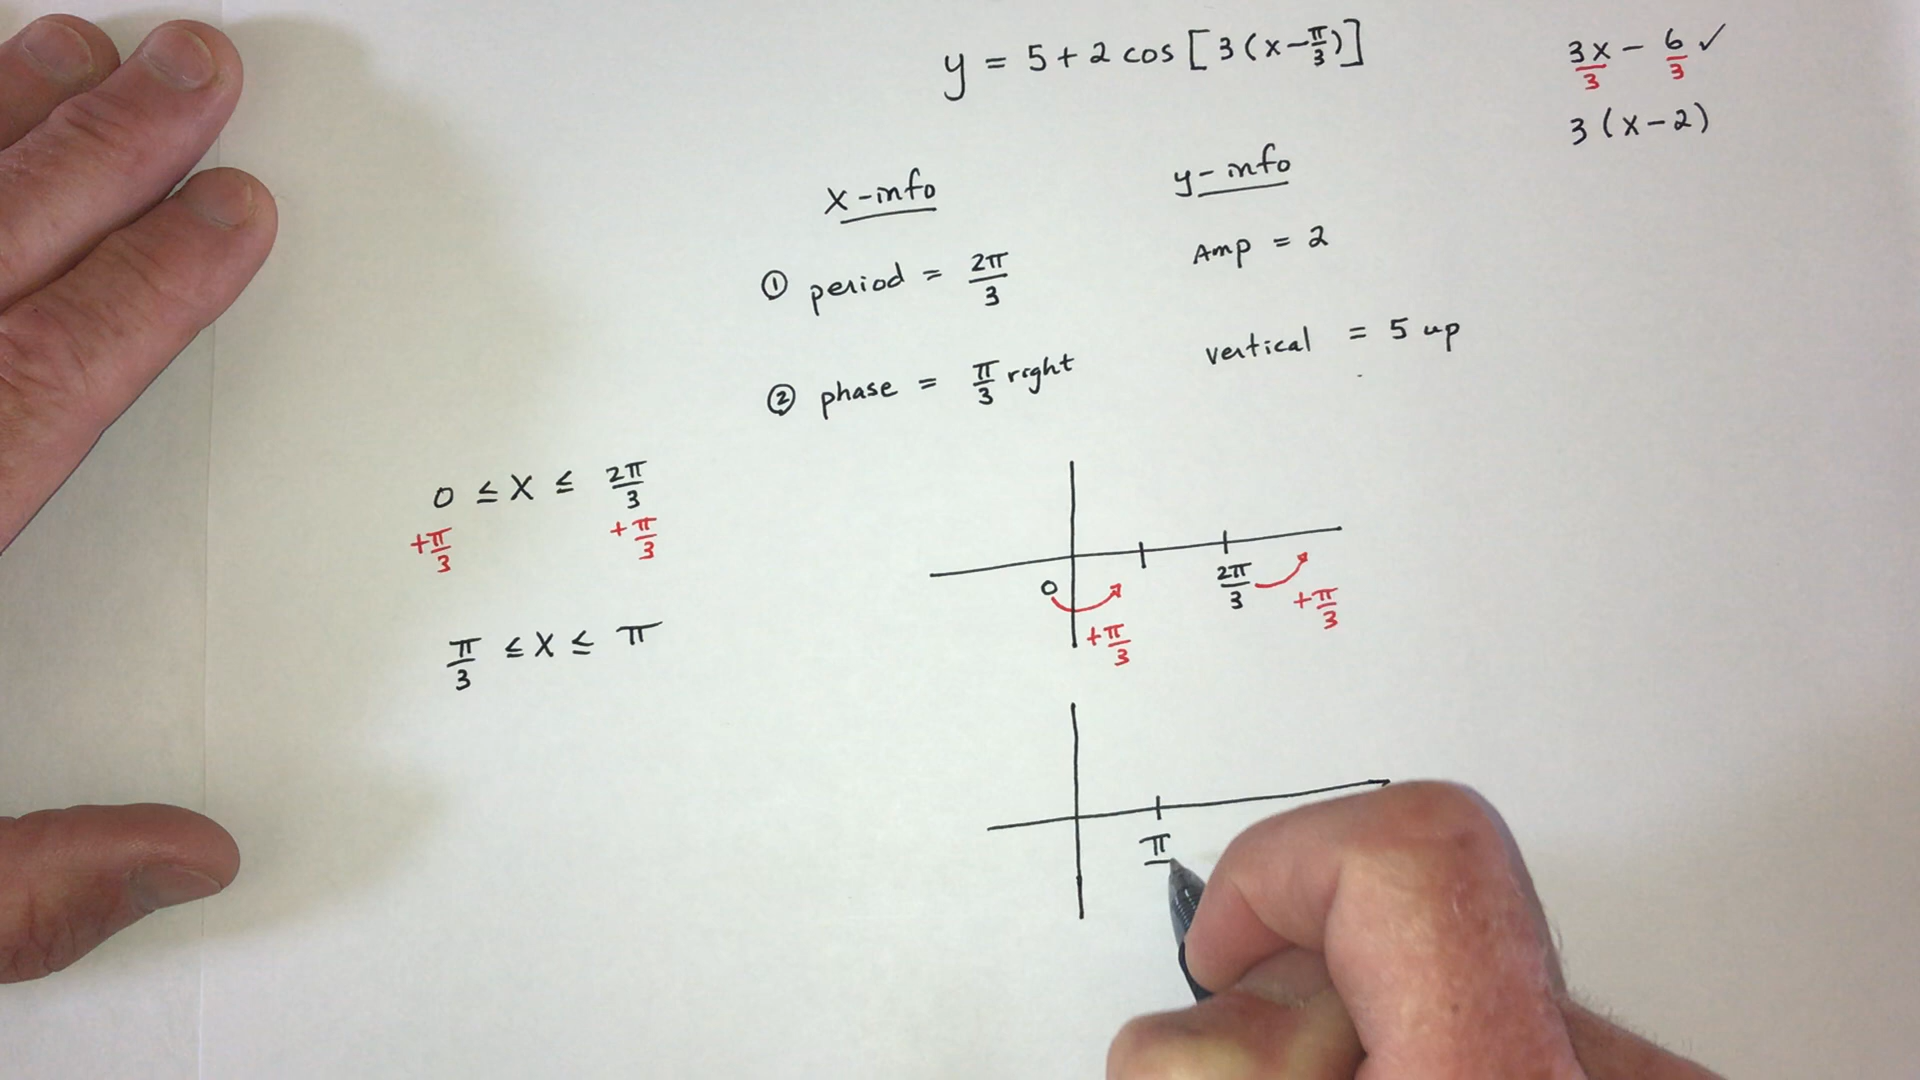 y = 5 + 2 cos [ 3 ( x - π/3 ) ]
3x/3 - 6/3 ✓
3 ( x - 2 )
x - info
① period = 2π/3
② phase = π/3 right
y - info
Amp = 2
vertical = 5 up
0 ≤ x ≤ 2π/3
+π/3 +π/3
π/3 ≤ x ≤ π
0 2π/3
+π/3 +π/3
π